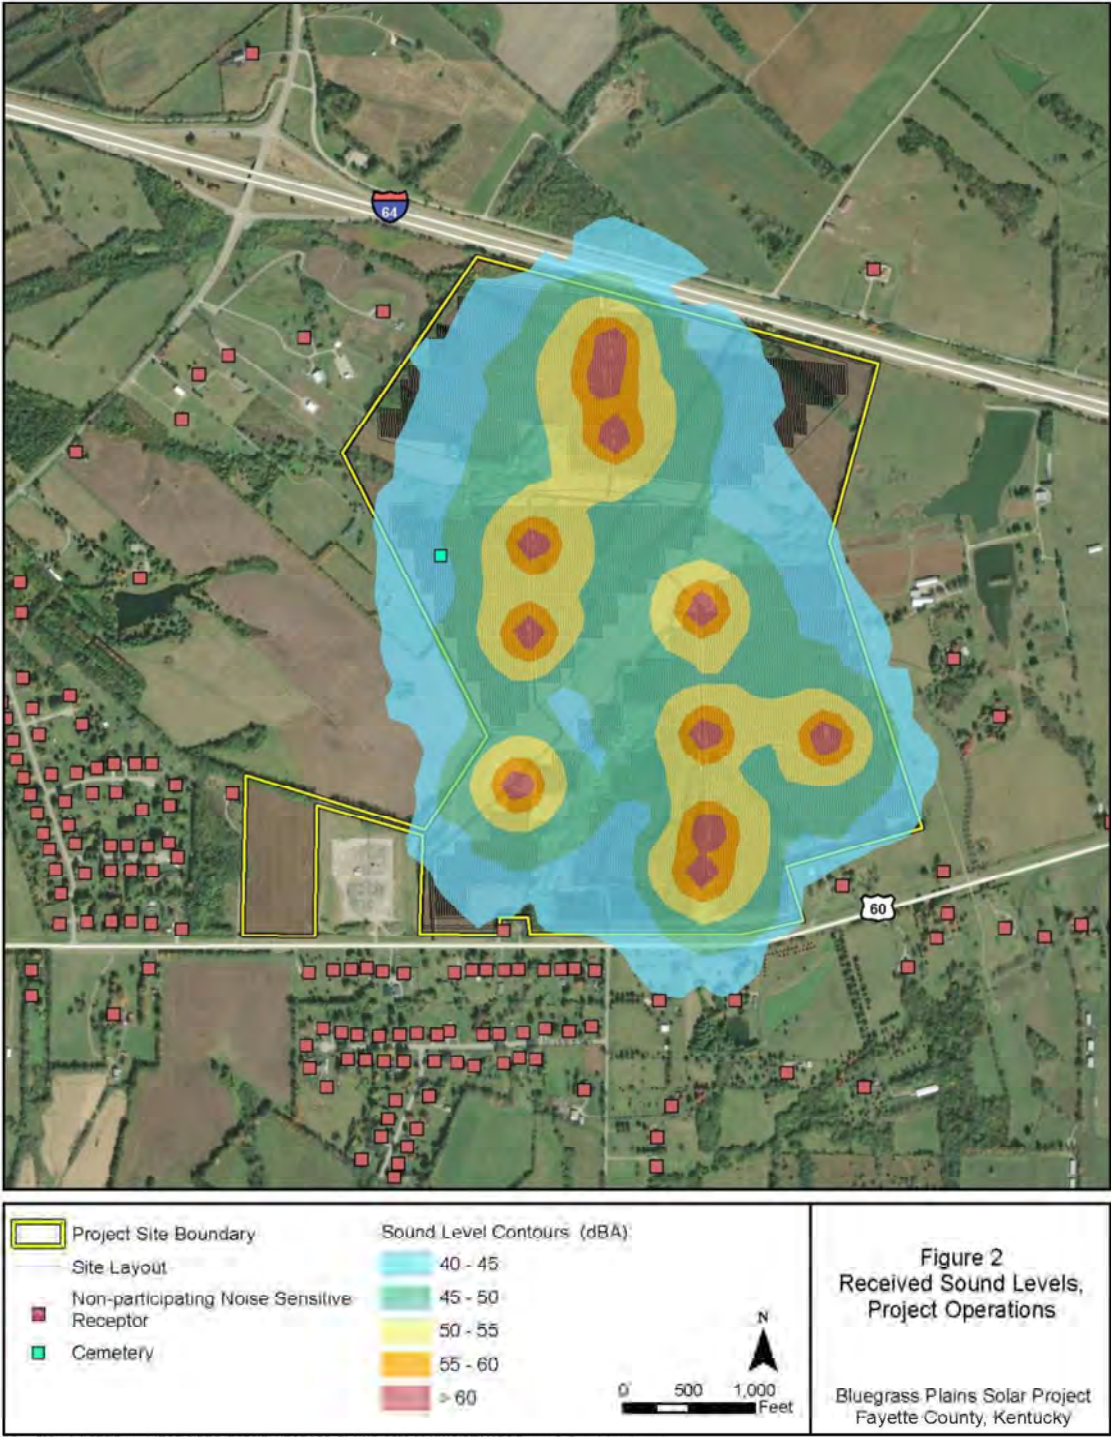 64
60
Project Site Boundary
Site Layout
Non-participating Noise Sensitive
Receptor
Cemetery
Sound Level Contours (dBA)
40 - 45
45 - 50
50 - 55
55 - 60
> 60
N
0 500 1,000
Feet
Figure 2
Received Sound Levels,
Project Operations
Bluegrass Plains Solar Project
Fayette County, Kentucky